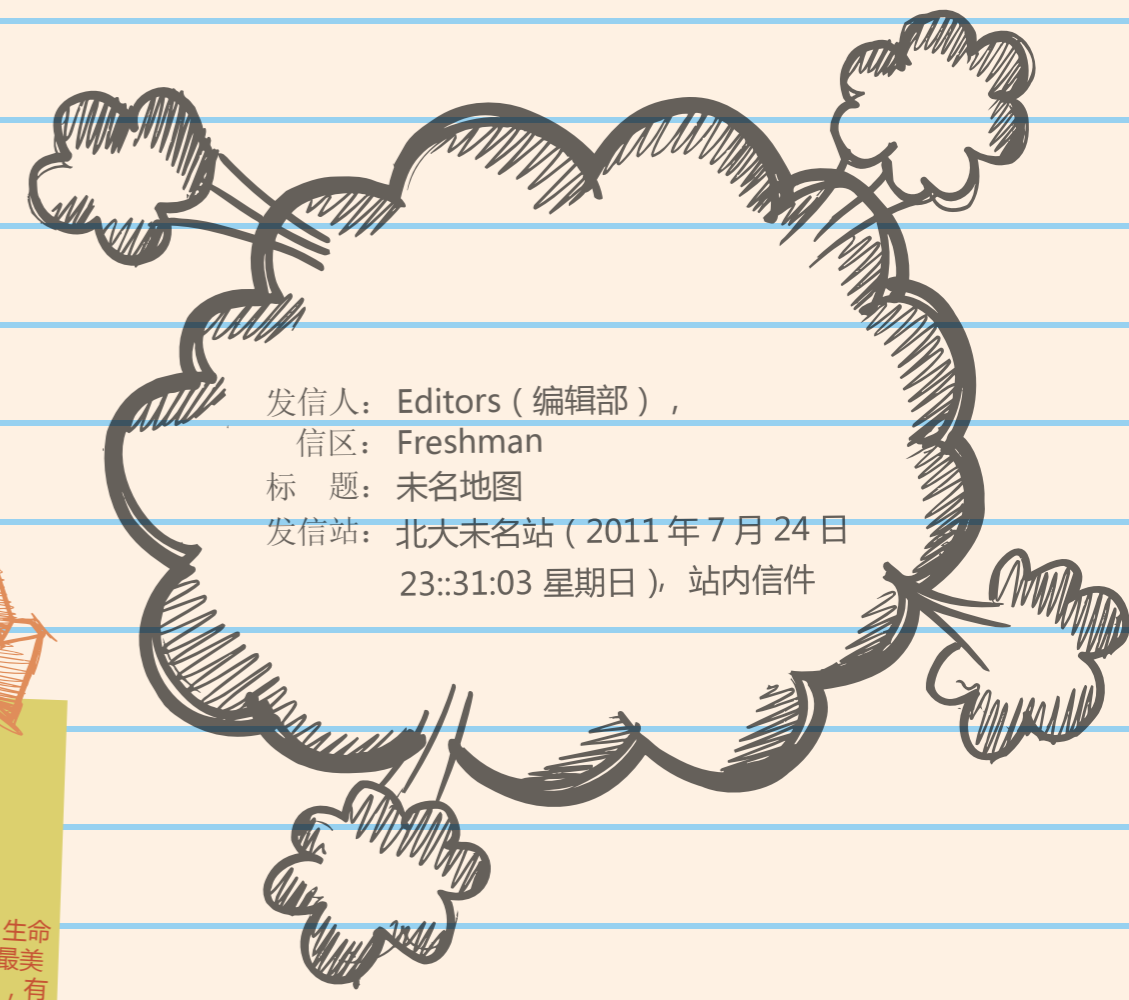 发信人：Editors（编辑部），
信区：Freshman
标　题：未名地图
发信站：北大未名站（2011 年 7 月 24 日
23::31:03 星期日），站内信件
生命
最美
，有